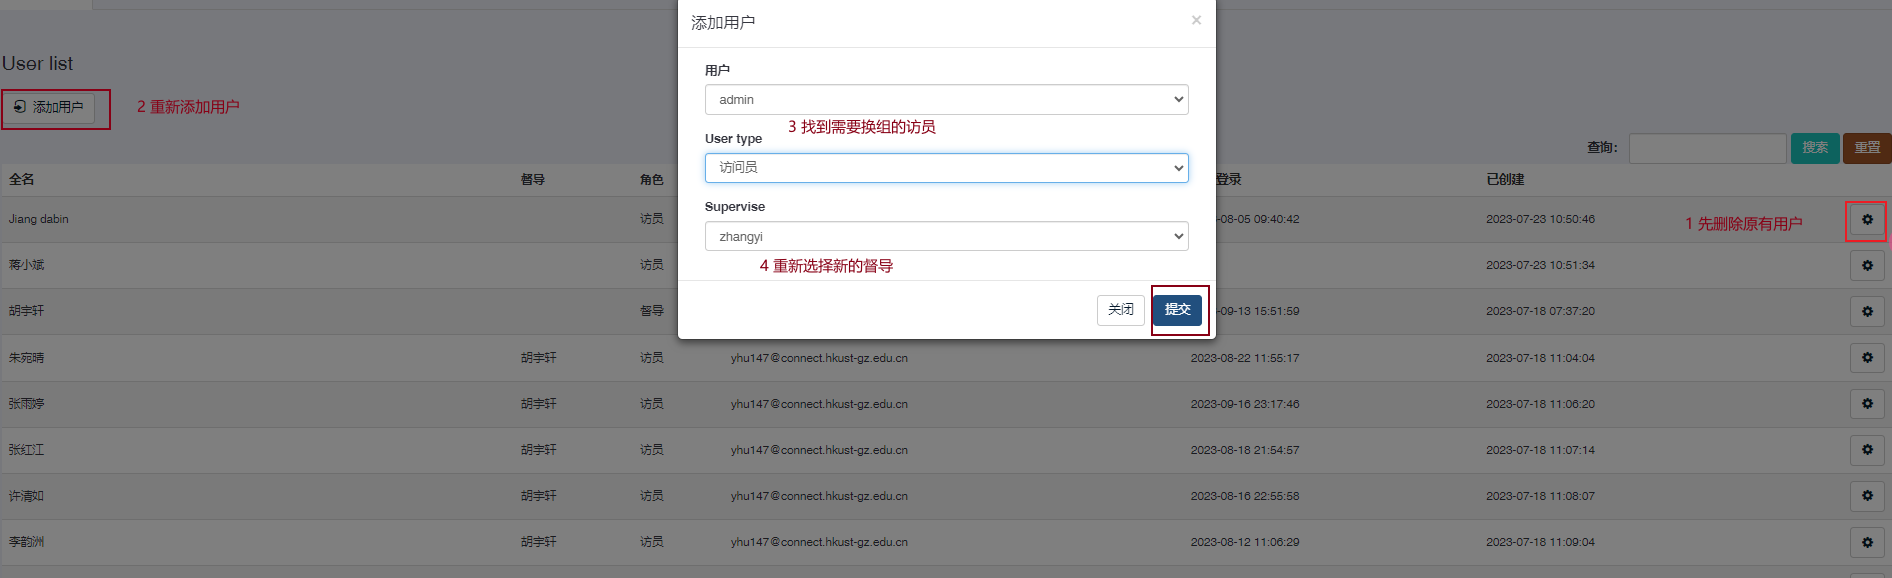 添加用户
×
User list
用户
添加用户
2 重新添加用户
admin
3 找到需要换组的访员
User type
查询:
搜索
重置
访问员
全名
督导
角色
登录
已创建
Supervise
Jiang dabin
访员
-08-05 09:40:42
2023-07-23 10:50:46
1 先删除原有用户
zhangyi
4 重新选择新的督导
蒋小斌
访员
2023-07-23 10:51:34
关闭
提交
胡宇轩
督导
-09-13 15:51:59
2023-07-18 07:37:20
朱宛晴 胡宇轩 访员 yhu147@connect.hkust-gz.edu.cn 2023-08-22 11:55:17 2023-07-18 11:04:04
张雨婷 胡宇轩 访员 yhu147@connect.hkust-gz.edu.cn 2023-09-16 23:17:46 2023-07-18 11:06:20
张红江 胡宇轩 访员 yhu147@connect.hkust-gz.edu.cn 2023-08-18 21:54:57 2023-07-18 11:07:14
许清如 胡宇轩 访员 yhu147@connect.hkust-gz.edu.cn 2023-08-16 22:55:58 2023-07-18 11:08:07
李韵洲 胡宇轩 访员 yhu147@connect.hkust-gz.edu.cn 2023-08-12 11:06:29 2023-07-18 11:09:04